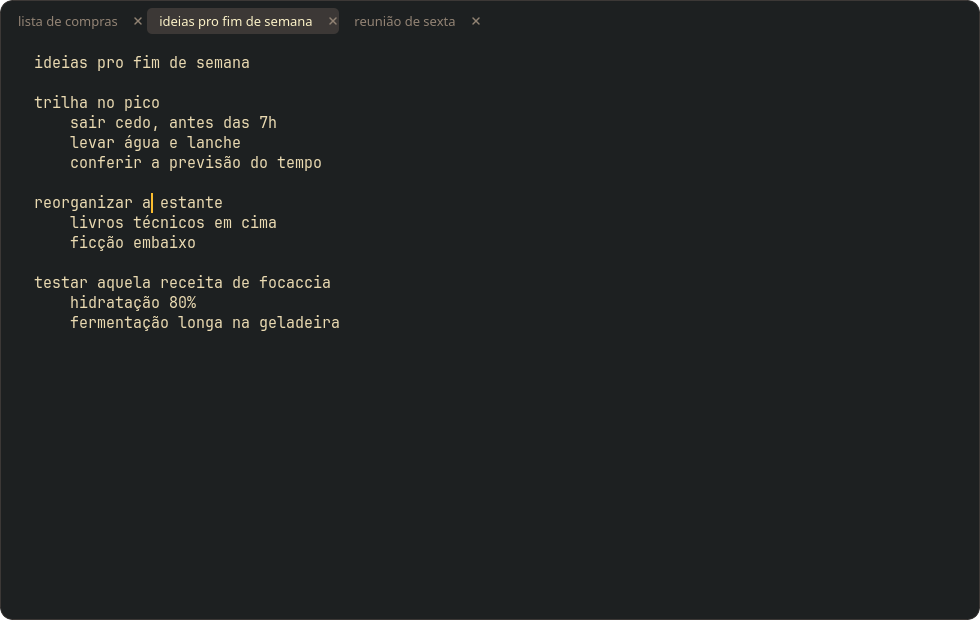 lista de compras ✕ ideias pro fim de semana ✕ reunião de sexta ✕
ideias pro fim de semana
trilha no pico
sair cedo, antes das 7h
levar água e lanche
conferir a previsão do tempo
reorganizar a estante
livros técnicos em cima
ficção embaixo
testar aquela receita de focaccia
hidratação 80%
fermentação longa na geladeira